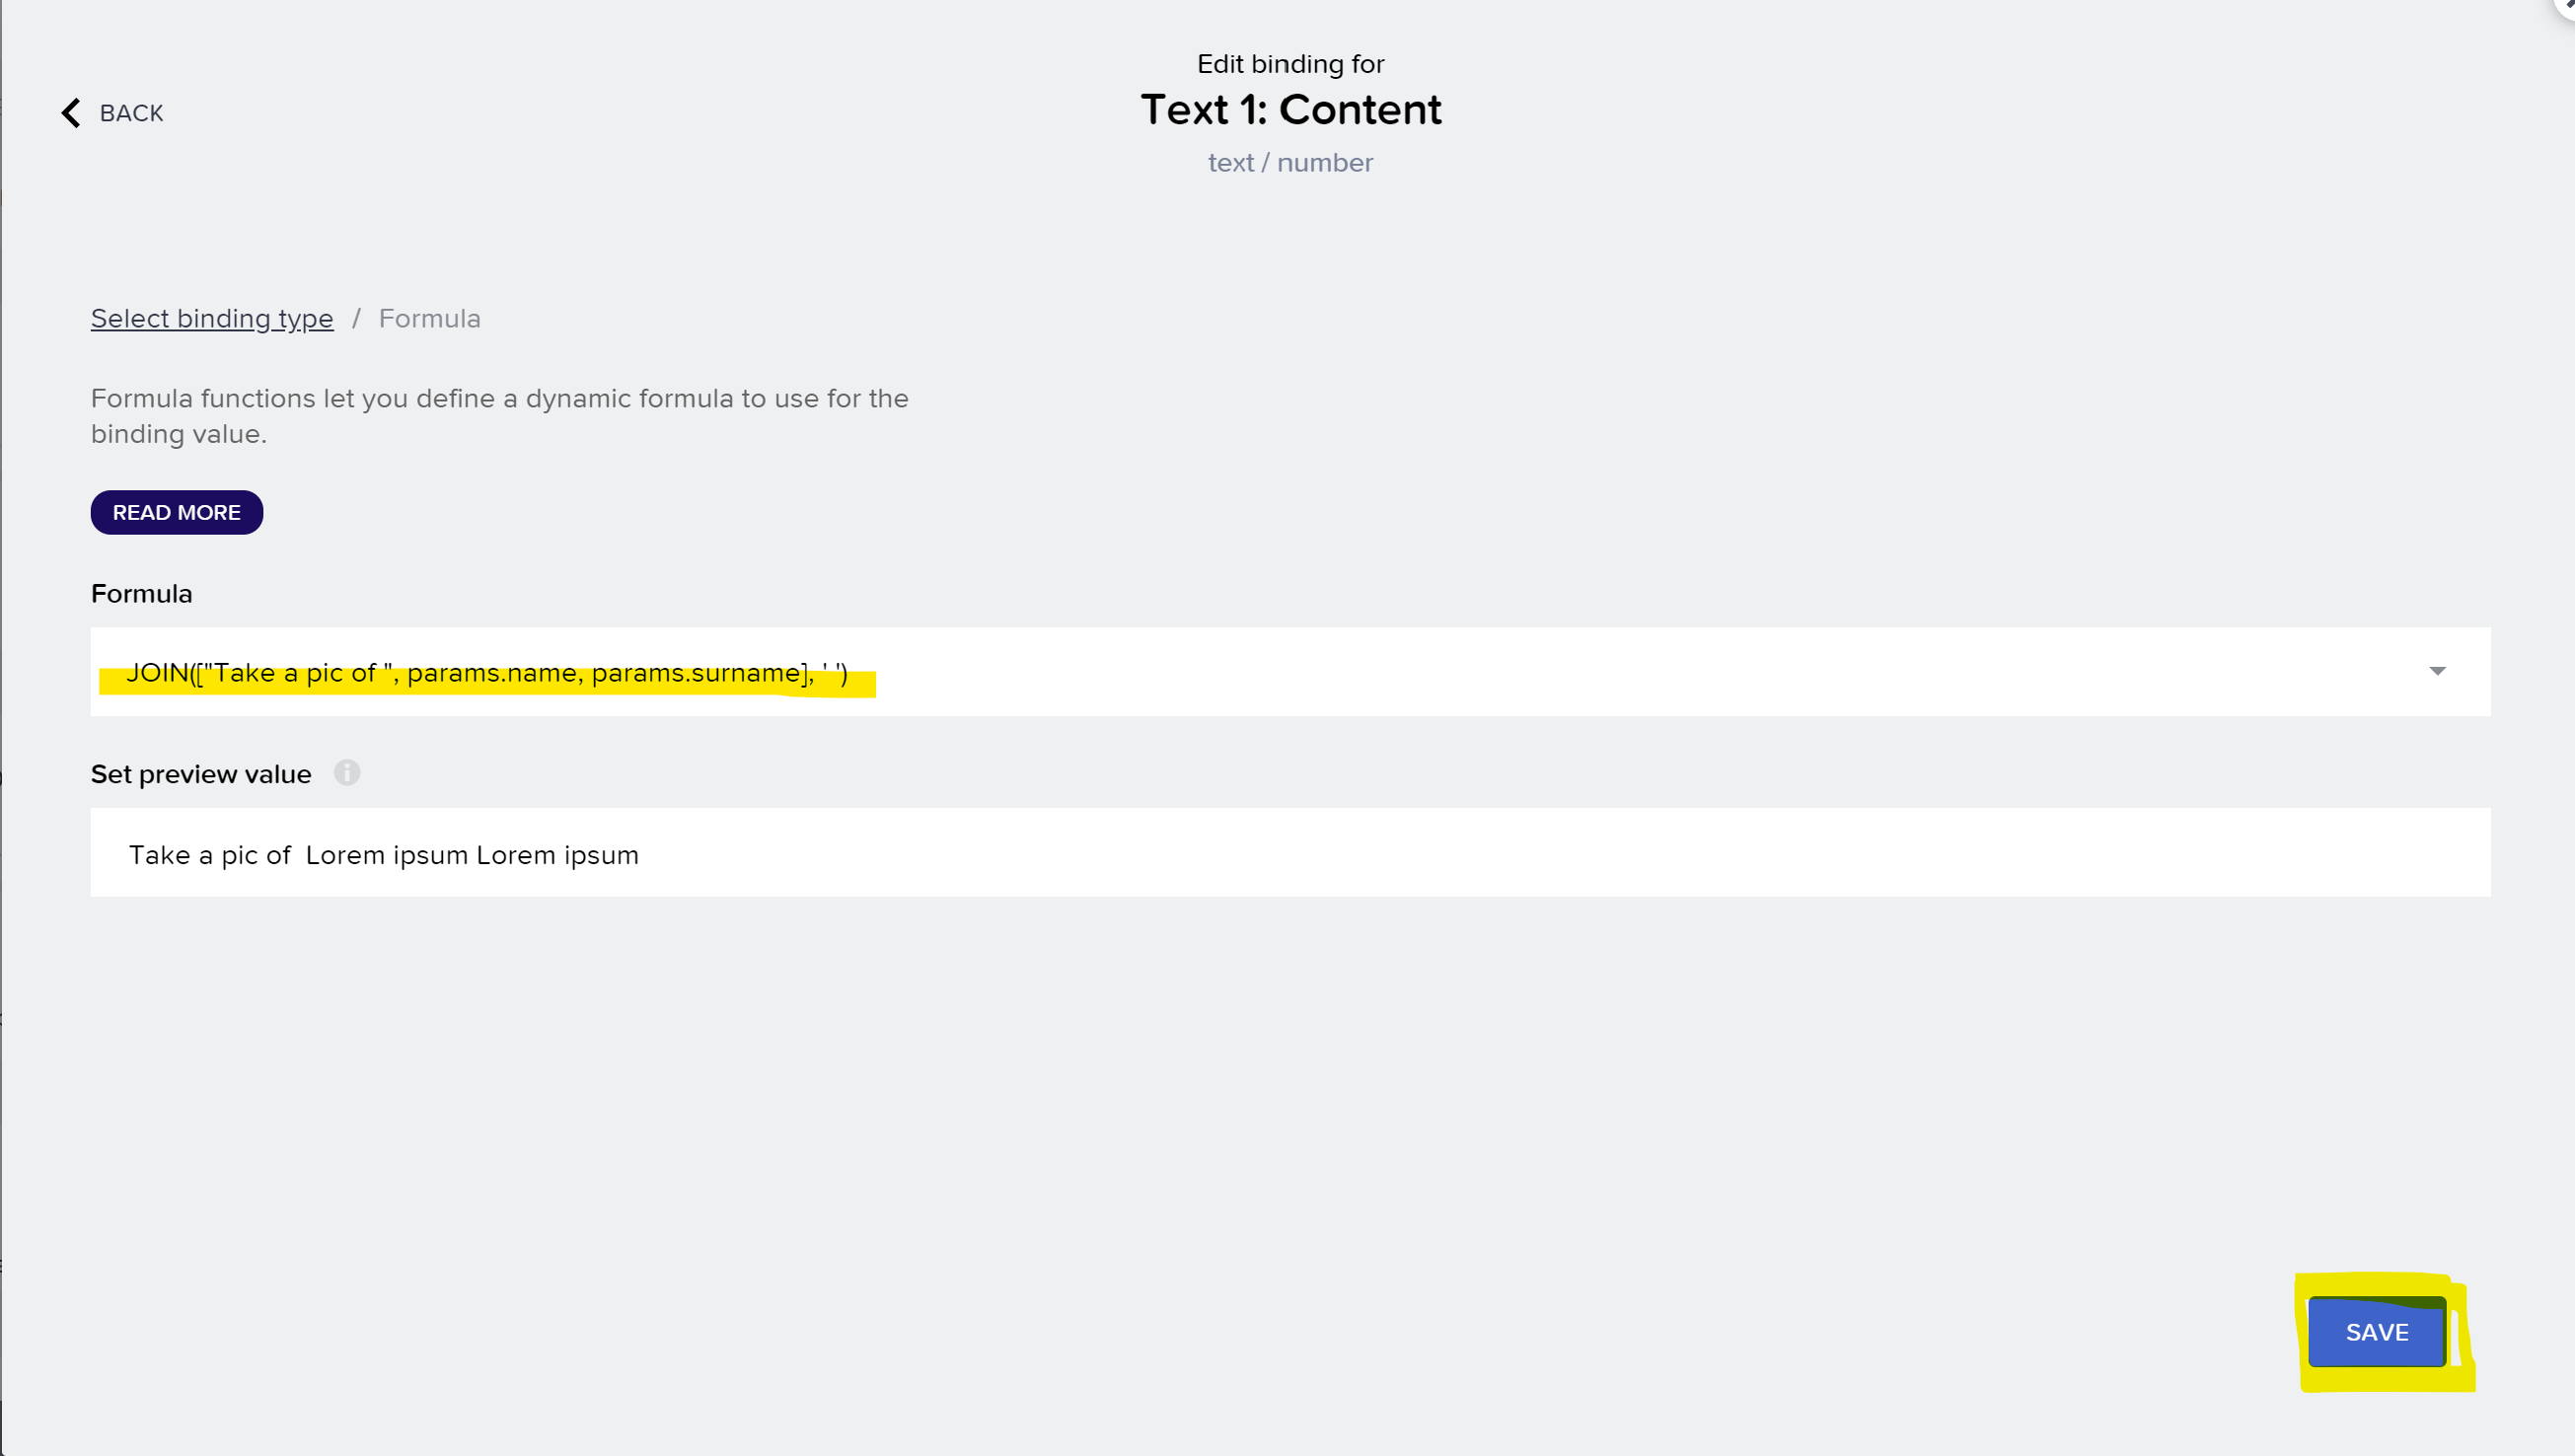 Edit binding for
BACK
Text 1: Content
text / number
Select binding type / Formula
Formula functions let you define a dynamic formula to use for the
binding value.
READ MORE
Formula
JOIN(["Take a pic of ", params.name, params.surname], ' ')
Set preview value
Take a pic of  Lorem ipsum Lorem ipsum
SAVE